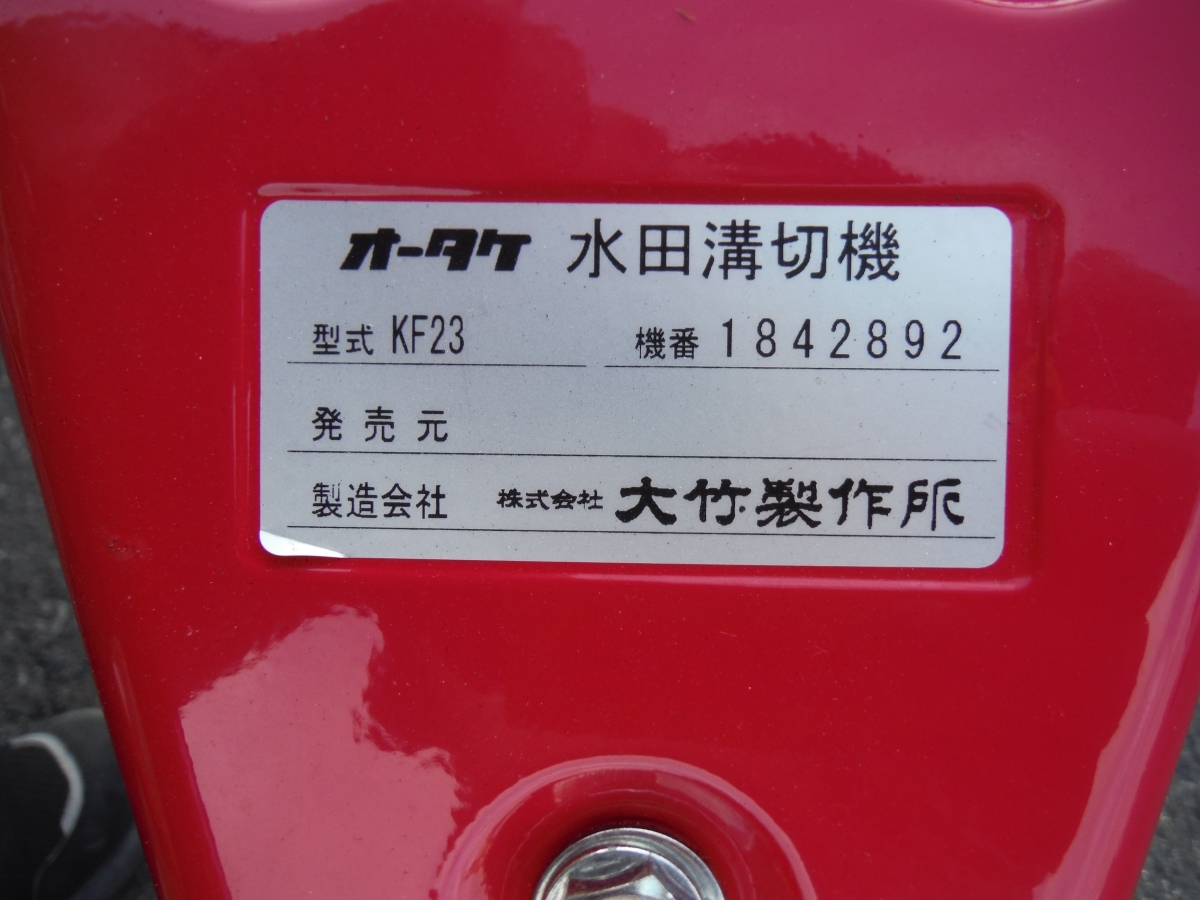 オータケ 水田溝切機
型式 KF23 機番 1842892
発売元
製造会社 株式会社 大竹製作所